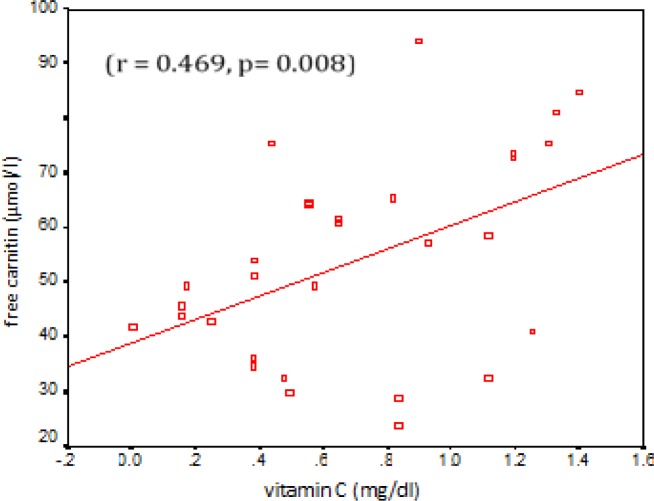 100
(r = 0.469, p= 0.008)
90
70
60
50
40
30
20
free carnitin (µmol/l)
-.2 0.0 .2 .4 .6 .8 1.0 1.2 1.4 1.6
vitamin C (mg/dl)